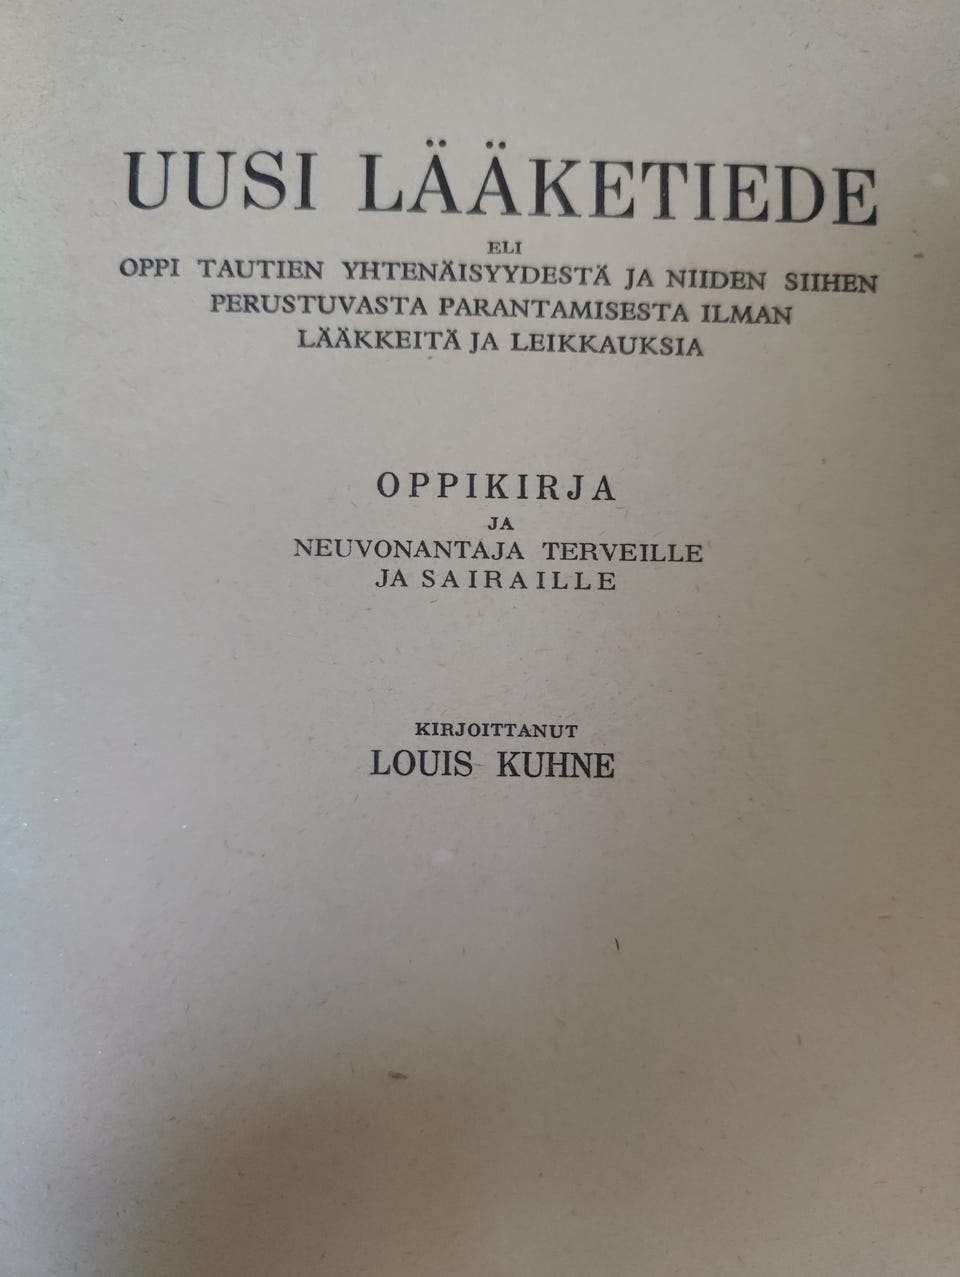 UUSI LÄÄKETIEDE
ELI
OPPI TAUTIEN YHTENÄISYYDESTÄ JA NIIDEN SIIHEN
PERUSTUVASTA PARANTAMISESTA ILMAN
LÄÄKKEITÄ JA LEIKKAUKSIA
OPPIKIRJA
JA
NEUVONANTAJA TERVEILLE
JA SAIRAILLE
KIRJOITTANUT
LOUIS KUHNE